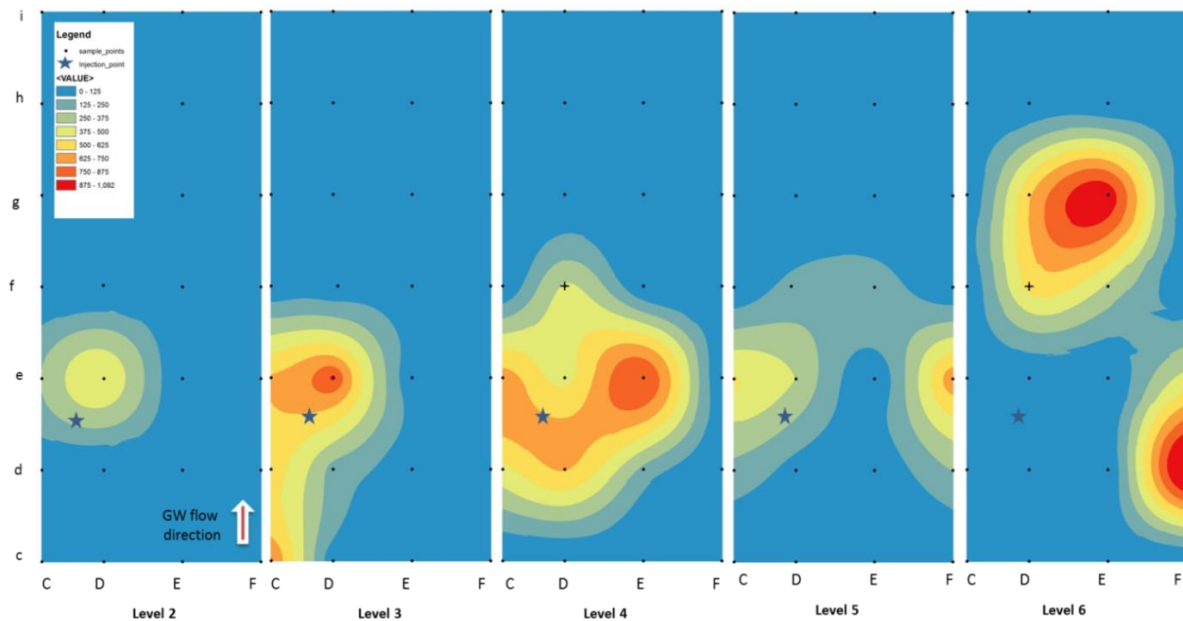 i
h
g
f
e
d
c
Legend
sample_points
Injection_point
<VALUE>
0 - 125
125 - 250
250 - 375
375 - 500
500 - 625
625 - 750
750 - 875
875 - 1,082
GW flow
direction
C D E F C D E F C D E F C D E F C D E F
Level 2 Level 3 Level 4 Level 5 Level 6